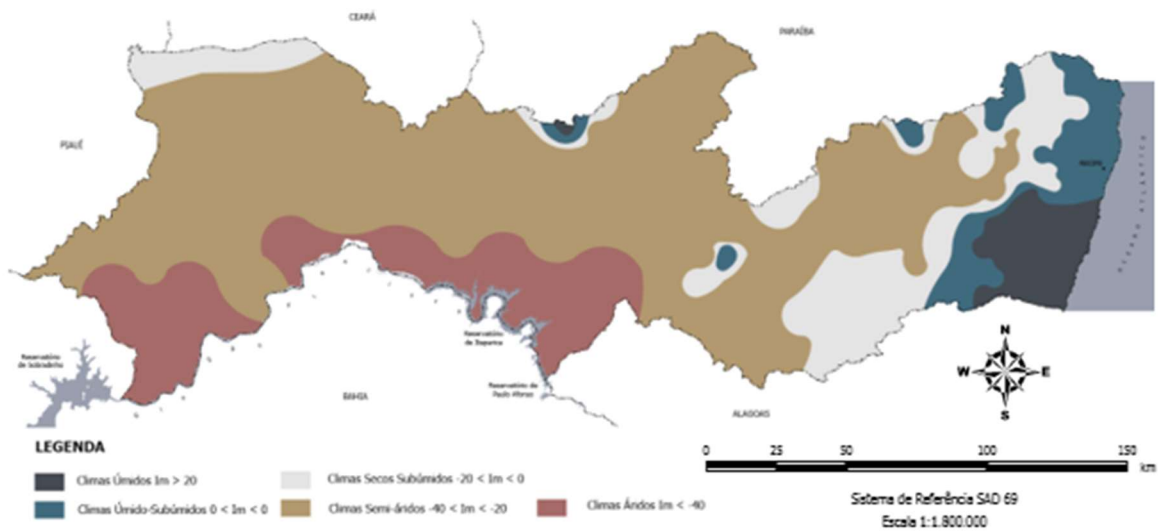 CEARÁ
PARAÍBA
PIAUÍ
RECIFE
OCEANO ATLÂNTICO
Reservatório
de Sobradinho
Reservatório
de Itaparica
Reservatório de
Paulo Afonso
BAHIA
ALAGOAS
N
W E
S
LEGENDA
Climas Úmidos Im > 20
Climas Secos Subúmidos -20 < Im < 0
Climas Úmido-Subúmidos 0 < Im < 0
Climas Semi-áridos -40 < Im < -20
Climas Áridos Im < -40
0 25 50 100 150
km
Sistema de Referência SAD 69
Escala 1:1.800.000